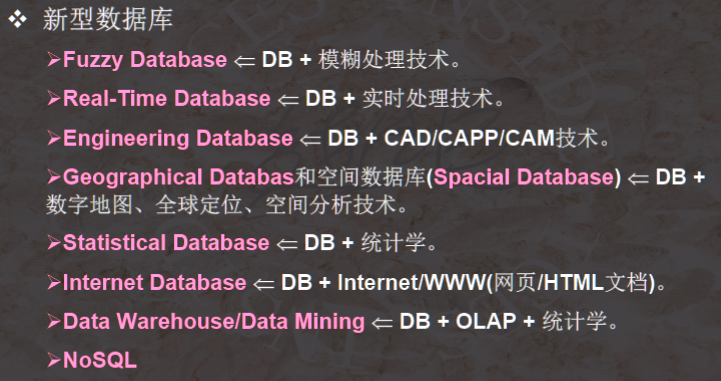 ❖ 新型数据库
➢Fuzzy Database ⇐ DB + 模糊处理技术。
➢Real-Time Database ⇐ DB + 实时处理技术。
➢Engineering Database ⇐ DB + CAD/CAPP/CAM技术。
➢Geographical Databas和空间数据库(Spacial Database) ⇐ DB +
数字地图、全球定位、空间分析技术。
➢Statistical Database ⇐ DB + 统计学。
➢Internet Database ⇐ DB + Internet/WWW(网页/HTML文档)。
➢Data Warehouse/Data Mining ⇐ DB + OLAP + 统计学。
➢NoSQL